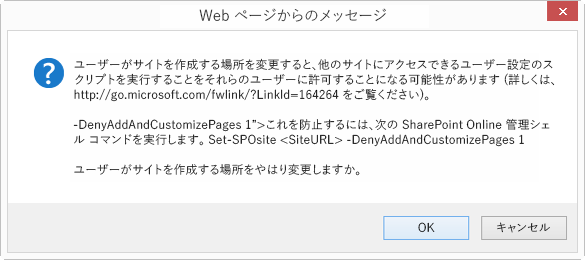 Web ページからのメッセージ
ユーザーがサイトを作成する場所を変更すると、他のサイトにアクセスできるユーザー設定のス
クリプトを実行することをそれらのユーザーに許可することになる可能性があります (詳しくは、
http://go.microsoft.com/fwlink/?LinkId=164264 をご覧ください)。
-DenyAddAndCustomizePages 1">これを防止するには、次の SharePoint Online 管理シェ
ル コマンドを実行します。Set-SPOsite <SiteURL> -DenyAddAndCustomizePages 1
ユーザーがサイトを作成する場所をやはり変更しますか。
OK キャンセル